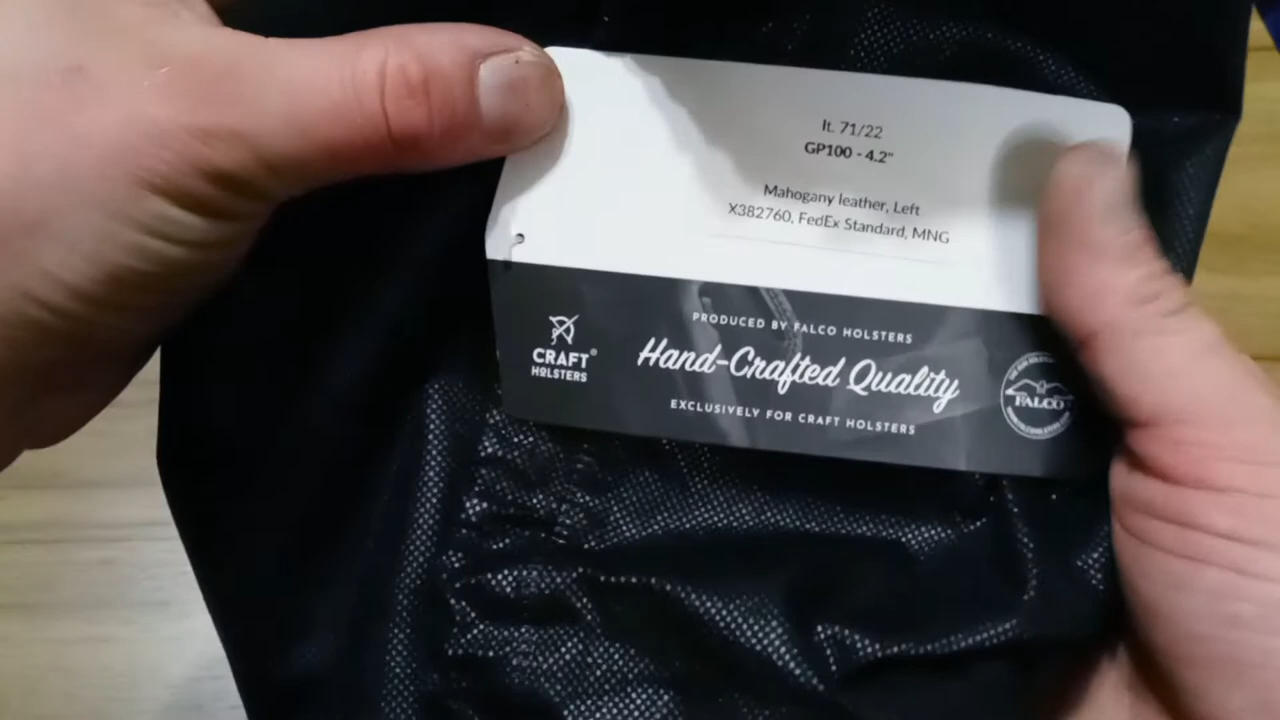 It. 71/22
GP100 - 4.2"
Mahogany leather, Left
X382760, FedEx Standard, MNG
PRODUCED BY FALCO HOLSTERS
CRAFT®
HOLSTERS
Hand-Crafted Quality
FALCO
EXCLUSIVELY FOR CRAFT HOLSTERS